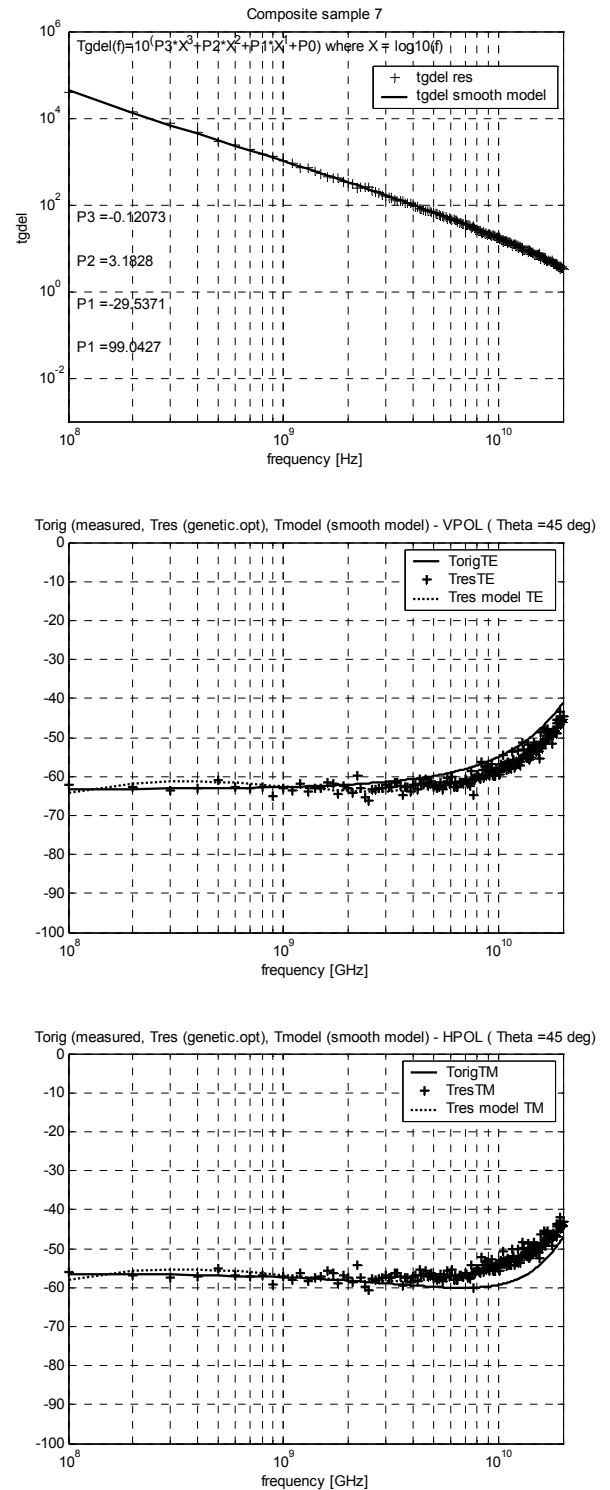 Composite sample 7
10^6
Tgdel(f)=10^(P3*X^3+P2*X^2+P1*X^1+P0) where X = log10(f)
tgdel res
tgdel smooth model
10^4
10^2
P3 =-0.12073
tgdel
P2 =3.1828
10^0
P1 =-29.5371
P1 =99.0427
10^-2
10^8 10^9 10^10
frequency [Hz]
Torig (measured, Tres (genetic.opt), Tmodel (smooth model) - VPOL ( Theta =45 deg)
0
TorigTE
-10
TresTE
Tres model TE
-20
-30
-40
-50
-60
-70
-80
-90
-100
10^8 10^9 10^10
frequency [GHz]
Torig (measured, Tres (genetic.opt), Tmodel (smooth model) - HPOL ( Theta =45 deg)
0
TorigTM
-10
TresTM
Tres model TM
-20
-30
-40
-50
-60
-70
-80
-90
-100
10^8 10^9 10^10
frequency [GHz]